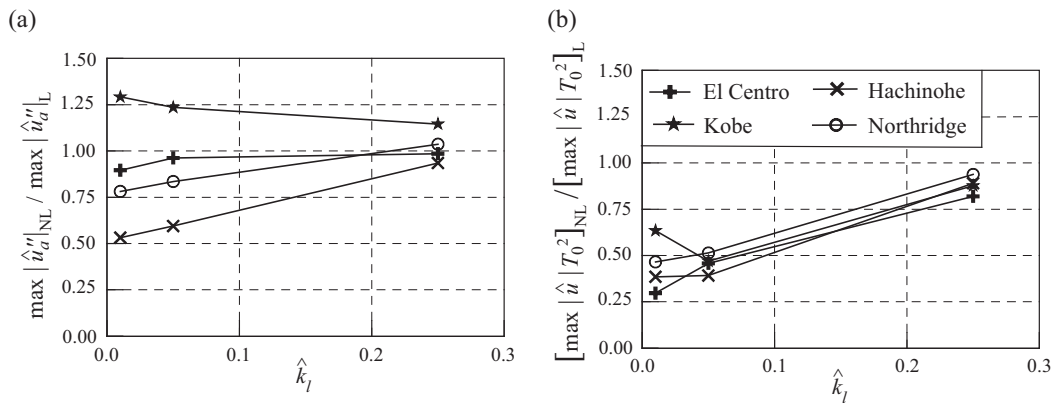 (a)
max |û″ₐ|NL / max |û″ₐ|L
1.50
1.25
1.00
0.75
0.50
0.25
0.00
0.0 0.1 0.2 0.3
k̂ₗ
(b)
[max | û | T₀²]NL / [max | û | T₀²]L
1.50
1.25
1.00
0.75
0.50
0.25
0.00
El Centro Hachinohe
Kobe Northridge
0.0 0.1 0.2 0.3
k̂ₗ